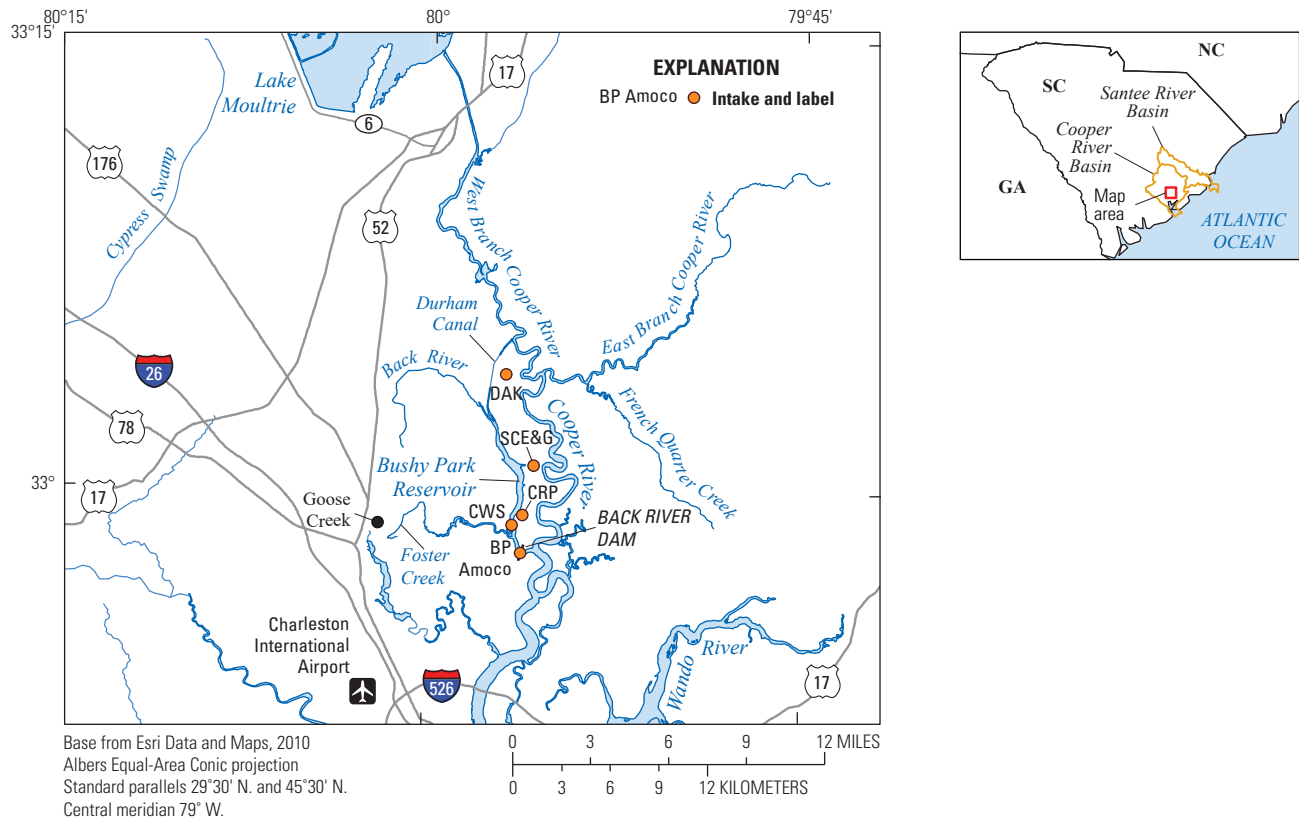 80°15'
80°
79°45'
33°15'
17
Lake
Moultrie
6
EXPLANATION
BP Amoco Intake and label
176
Cypress Swamp
52
West Branch Cooper River
East Branch Cooper River
Durham
Canal
Back River
26
DAK
French Quarter Creek
78
Cooper River
SCE&G
Bushy Park
Reservoir
33°
17
Goose
Creek
CRP
CWS
BACK RIVER
DAM
BP
Amoco
Foster
Creek
Charleston
International
Airport
526
Wando River
17
NC
SC
Santee River
Basin
Cooper
River
Basin
GA
Map
area
ATLANTIC
OCEAN
Base from Esri Data and Maps, 2010
Albers Equal-Area Conic projection
Standard parallels 29°30' N. and 45°30' N.
Central meridian 79° W.
0 3 6 9 12 MILES
0 3 6 9 12 KILOMETERS